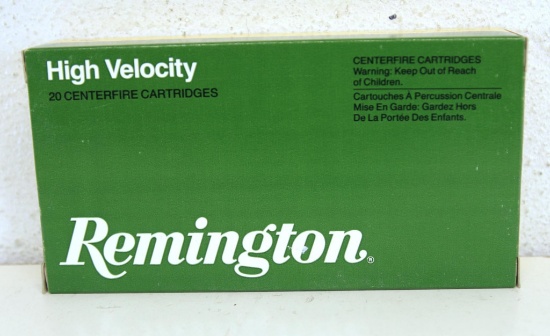 High Velocity
20 CENTERFIRE CARTRIDGES
CENTERFIRE CARTRIDGES
Warning: Keep Out of Reach
of Children.
Cartouches À Percussion Centrale
Mise En Garde: Gardez Hors
De La Portée Des Enfants.
Remington®